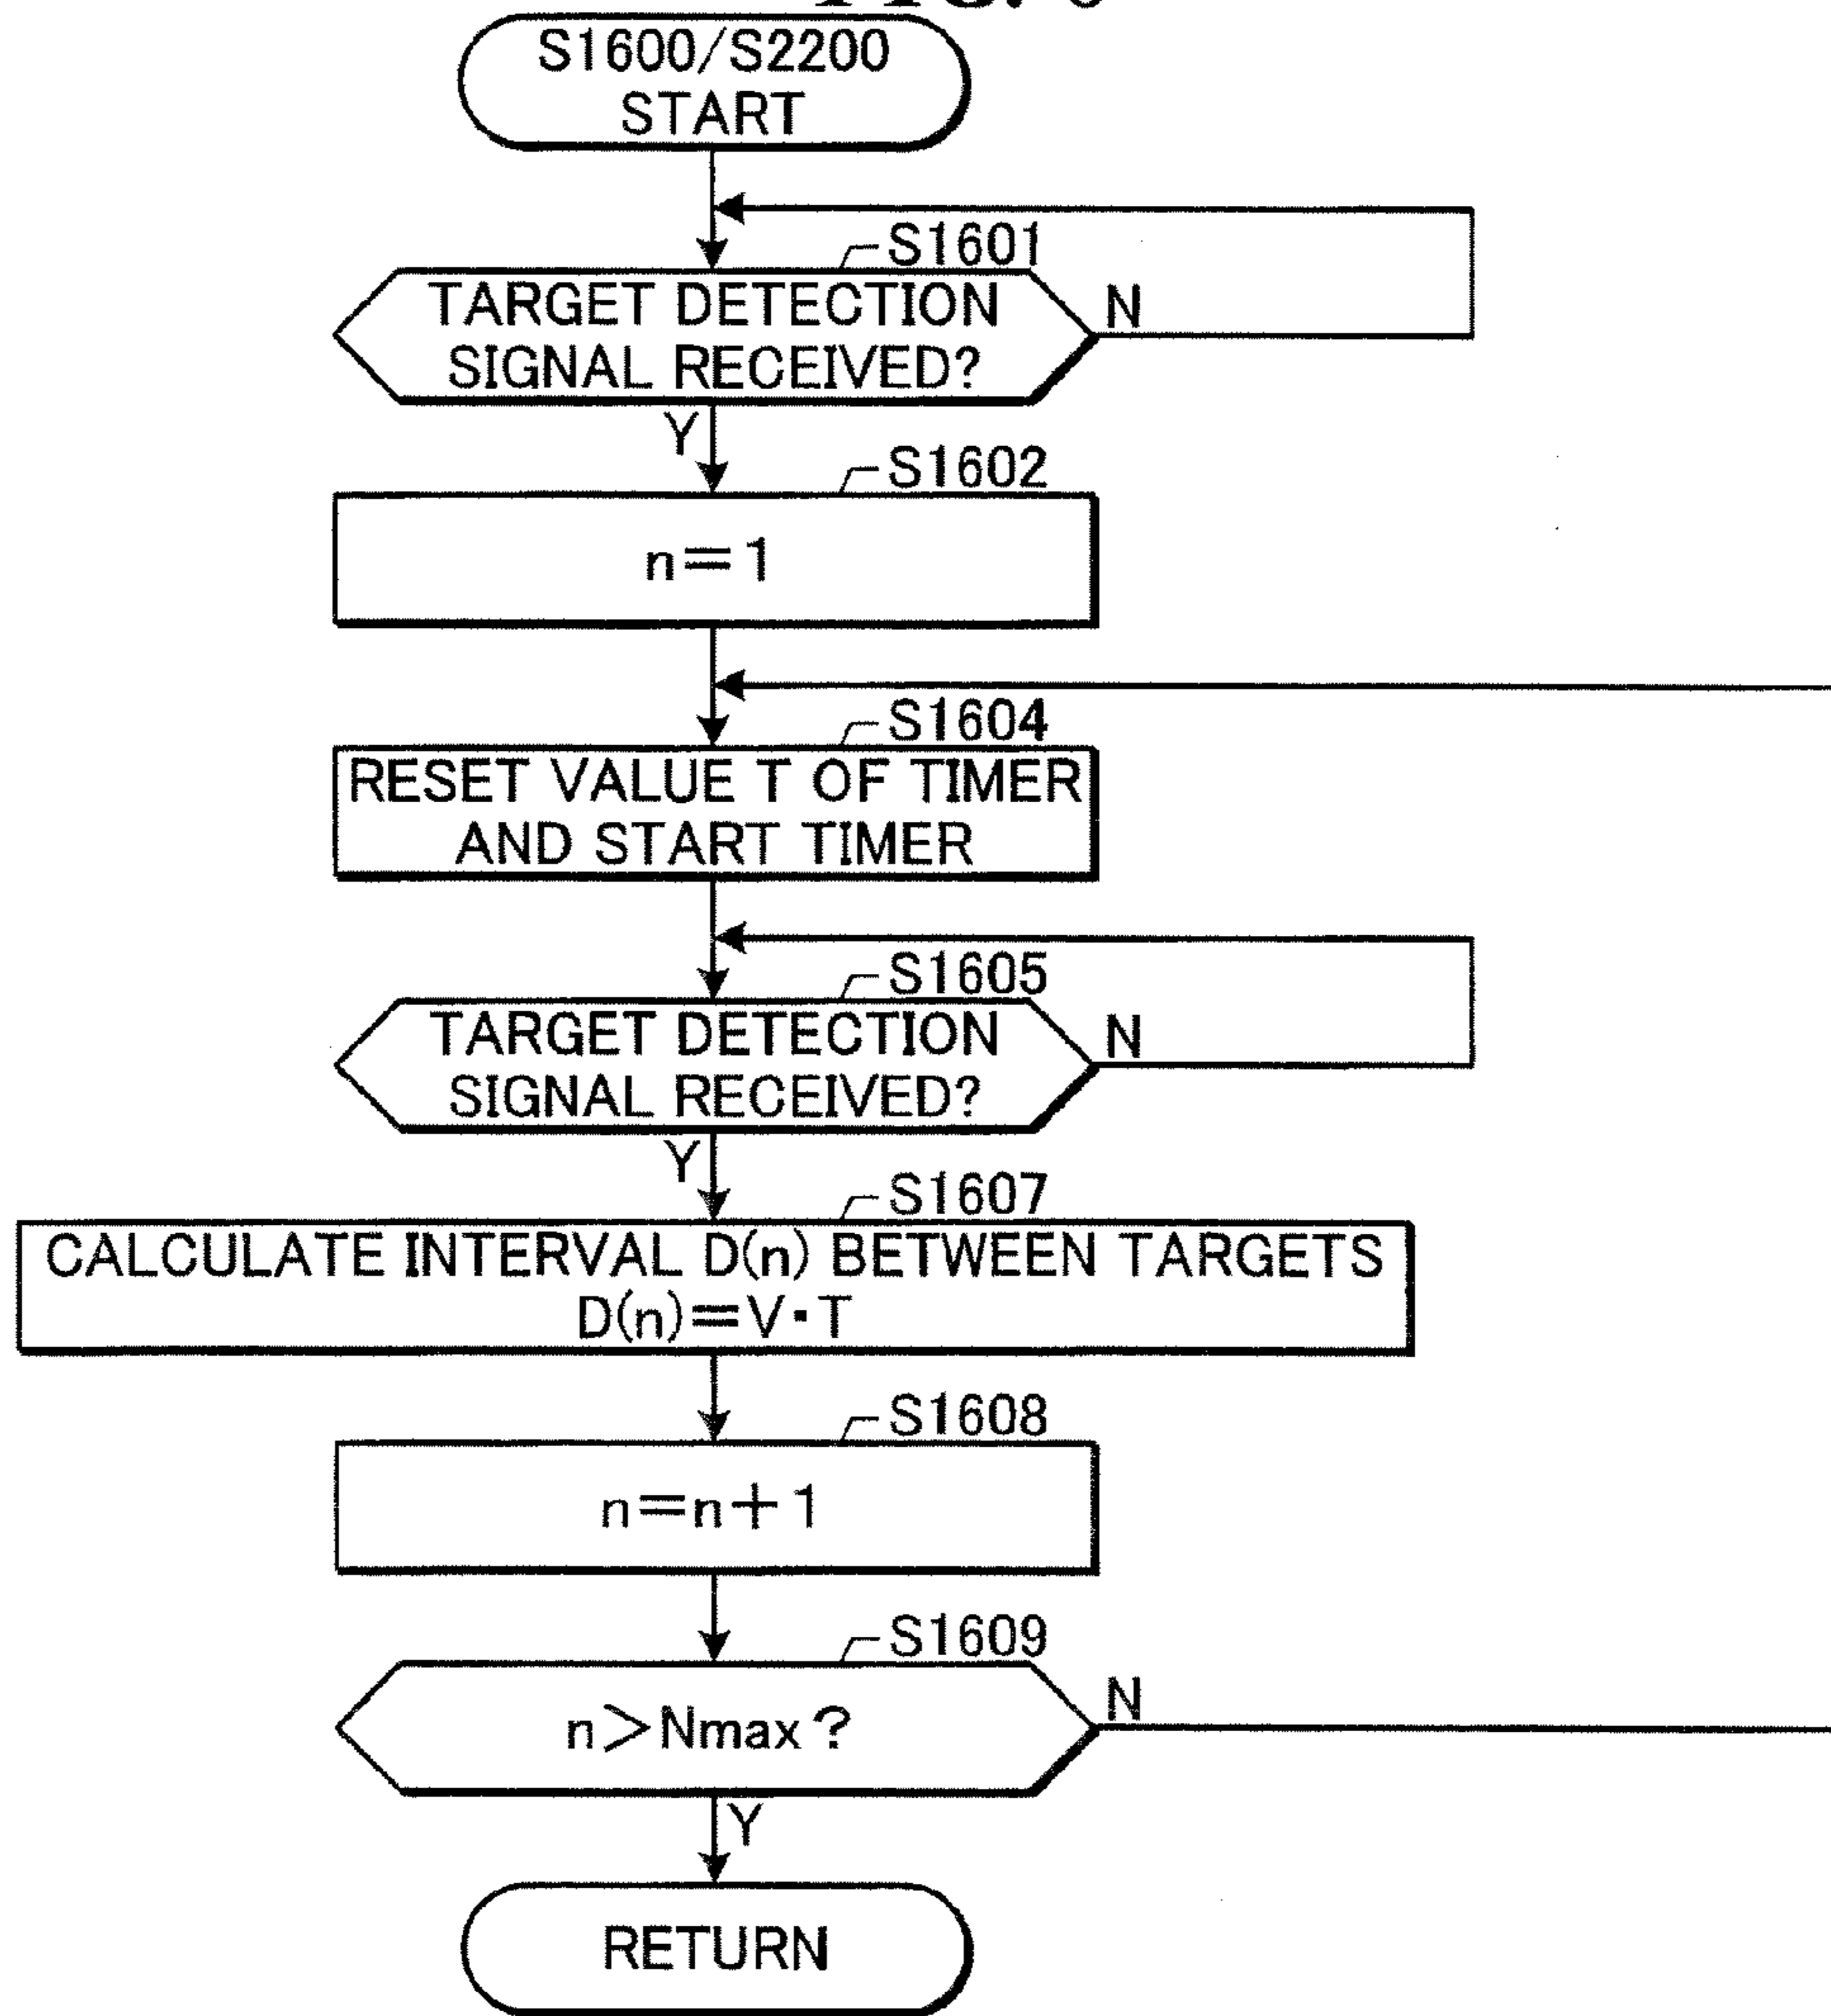 S1600/S2200
START
S1601
TARGET DETECTION
SIGNAL RECEIVED?
N
Y
S1602
n=1
S1604
RESET VALUE T OF TIMER
AND START TIMER
S1605
TARGET DETECTION
SIGNAL RECEIVED?
N
Y
S1607
CALCULATE INTERVAL D(n) BETWEEN TARGETS
D(n)=V・T
S1608
n=n+1
S1609
n>Nmax?
N
Y
RETURN